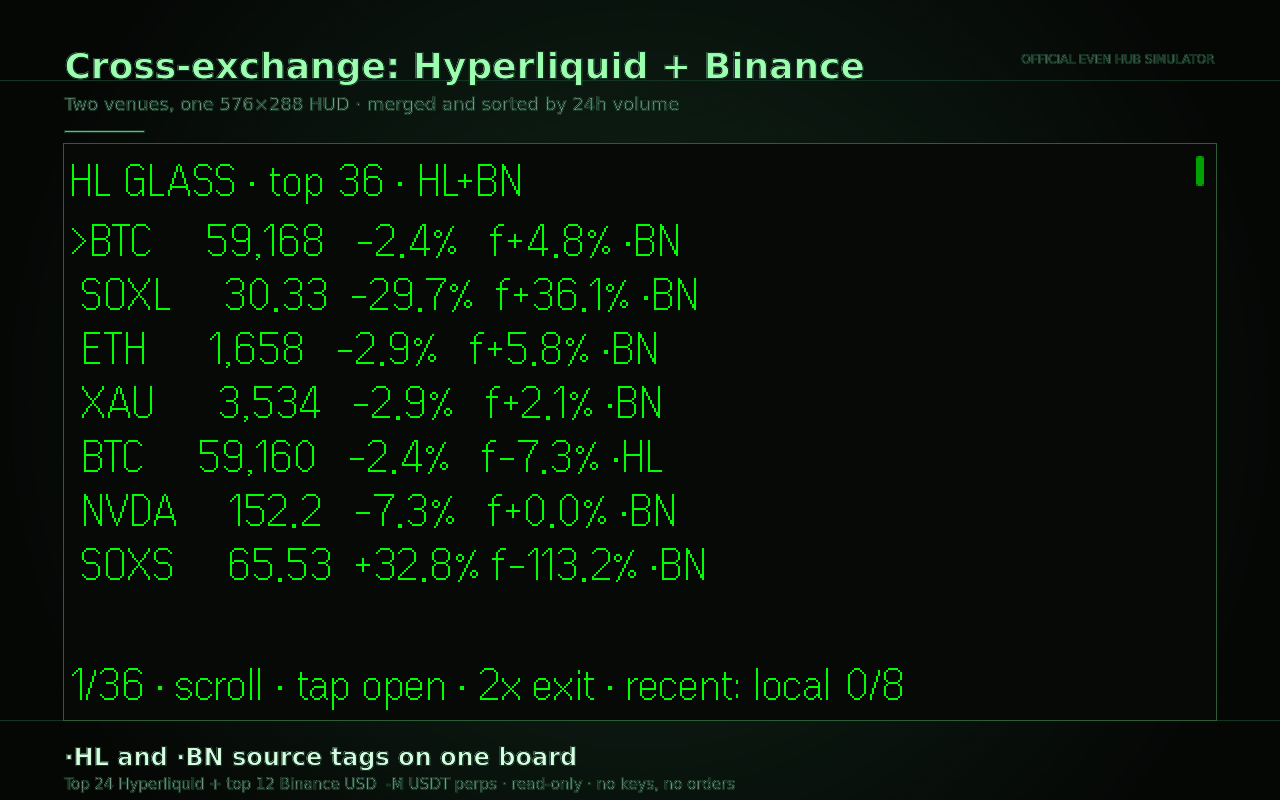 Cross-exchange: Hyperliquid + Binance
OFFICIAL EVEN HUB SIMULATOR
Two venues, one 576×288 HUD · merged and sorted by 24h volume
HL GLASS · top 36 · HL+BN
>BTC 59,168 -2.4% f+4.8% ·BN
SOXL 30.33 -29.7% f+36.1% ·BN
ETH 1,658 -2.9% f+5.8% ·BN
XAU 3,534 -2.9% f+2.1% ·BN
BTC 59,160 -2.4% f-7.3% ·HL
NVDA 152.2 -7.3% f+0.0% ·BN
SOXS 65.53 +32.8% f-113.2% ·BN
1/36 · scroll · tap open · 2x exit · recent: local 0/8
·HL and ·BN source tags on one board
Top 24 Hyperliquid + top 12 Binance USD -M USDT perps · read-only · no keys, no orders